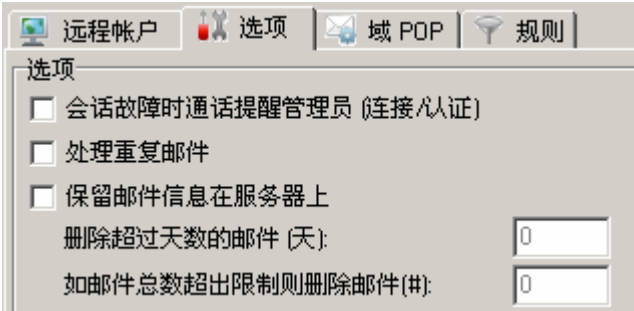 远程帐户 选项 域 POP 规则
选项
会话故障时通话提醒管理员 (连接/认证)
处理重复邮件
保留邮件信息在服务器上
删除超过天数的邮件 (天): 0
如邮件总数超出限制则删除邮件(#): 0